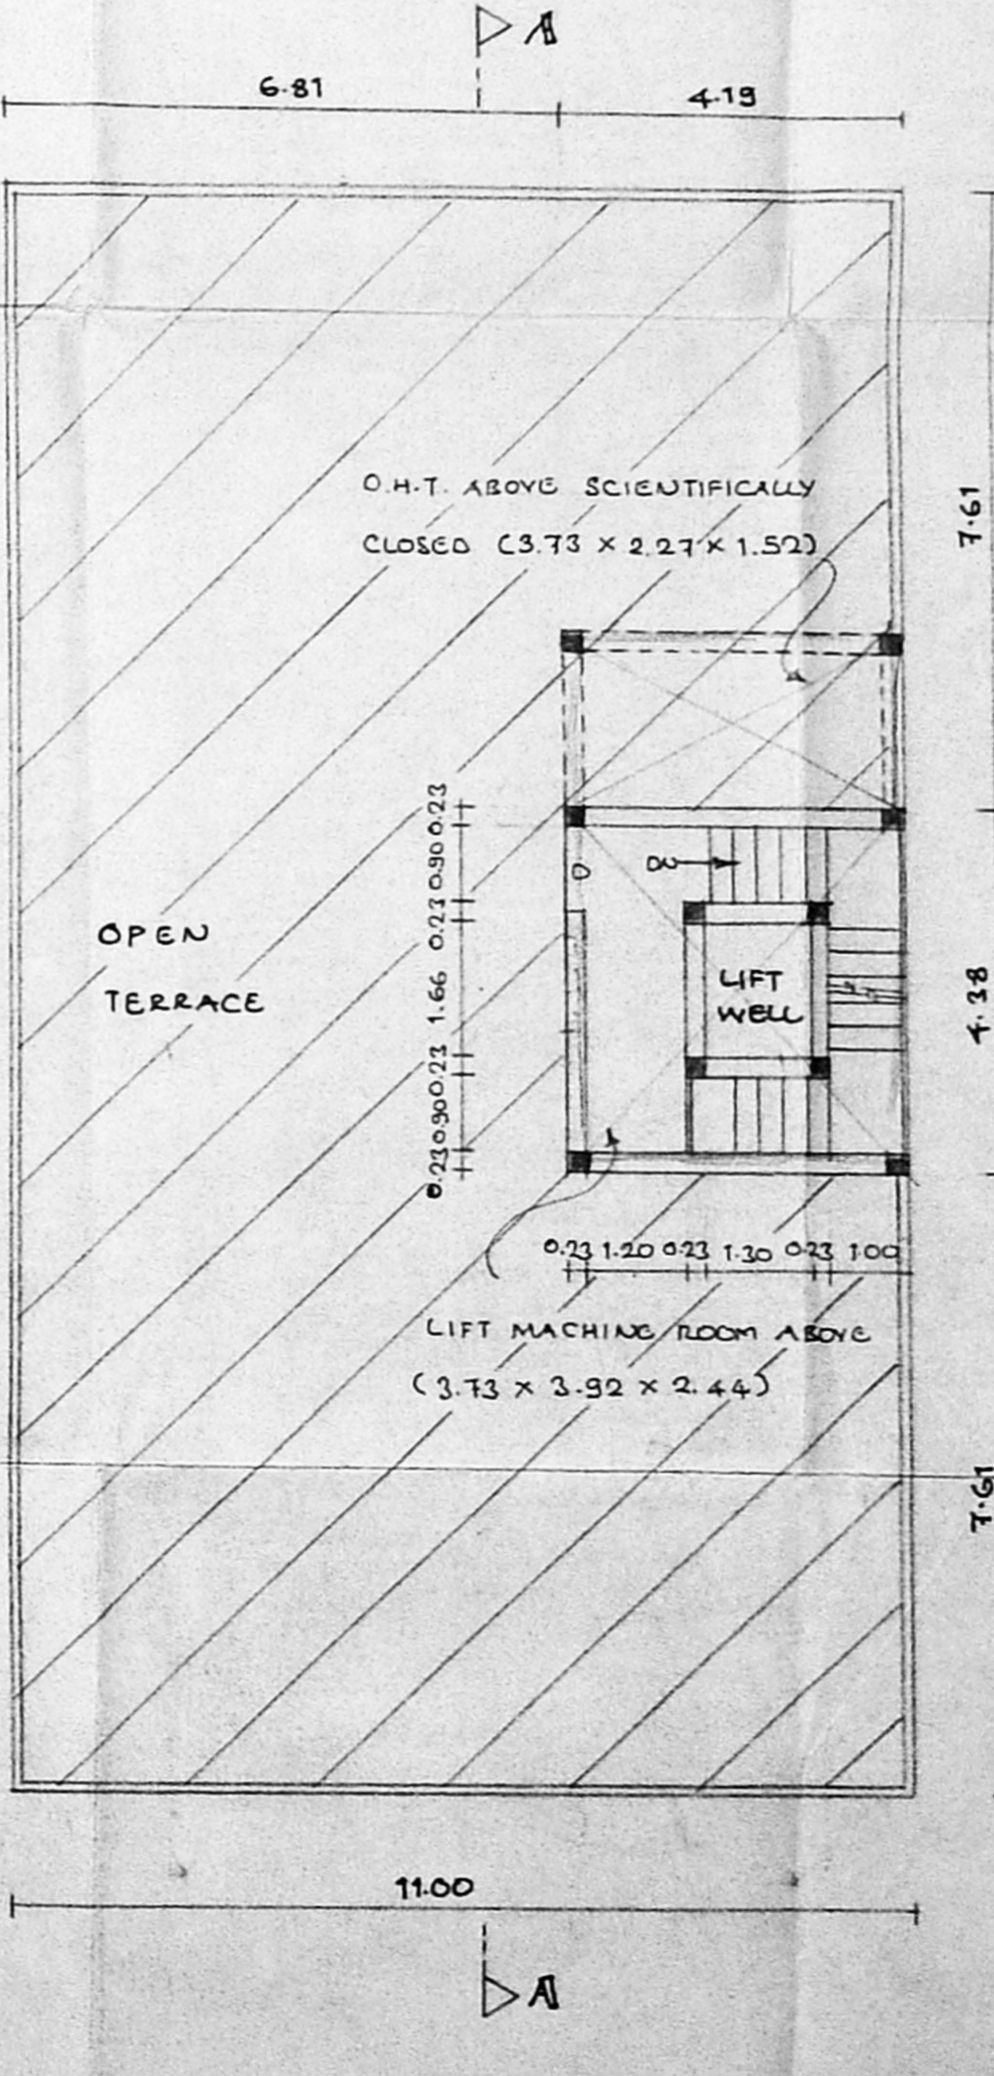 A
6.81
4.19
O.H.T. ABOVE SCIENTIFICALLY
CLOSED (3.73 × 2.27 × 1.52)
7.61
0.23
0.90
0.23
1.66
0.23
0.90
0.23
D
DN
OPEN
TERRACE
LIFT
WELL
4.38
0.23 1.20 0.23 1.30 0.23 1.00
LIFT MACHINE ROOM ABOVE
(3.73 × 3.92 × 2.44)
7.61
11.00
A